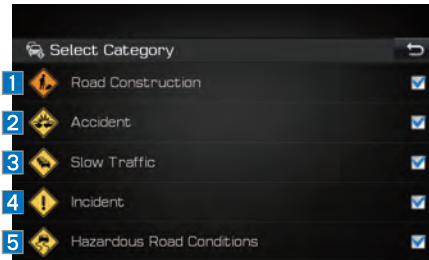 Select Category
1 Road Construction
2 Accident
3 Slow Traffic
4 Incident
5 Hazardous Road Conditions